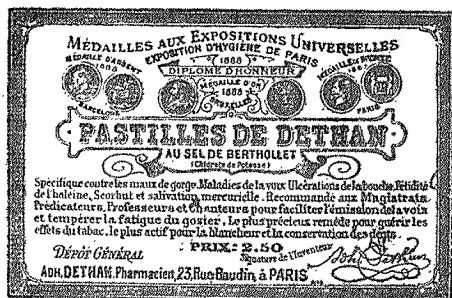 MÉDAILLES AUX EXPOSITIONS UNIVERSELLES
EXPOSITION D'HYGIÈNE DE PARIS
1888
DIPLOME D'HONNEUR
MÉDAILLE D'ARGENT
1888
BARCELONE
MÉDAILLE D'OR
1888
BRUXELLES
MÉDAILLE DE BRONZE
PARIS
PASTILLES DE DETHAN
AU SEL DE BERTHOLLET
(Chlorate de Potasse)
Spécifique contre les maux de gorge. Maladies de la voix Ulcérations de la bouche, Fétidité
de l'haleine, Scorbut et salivation mercurielle. Recommandé aux Magistrats
Prédicateurs, Professeurs et Chanteurs pour faciliter l'émission de la voix
et tempérer la fatigue du gosier. Le plus précieux remède pour guérir les
effets du tabac, le plus actif pour la blancheur et la conservation des dents.
PRIX: 2.50
DÉPÔT GÉNÉRAL
Signature de l'Inventeur
ADH. DETHAN, Pharmacien, 23, Rue Baudin, à PARIS